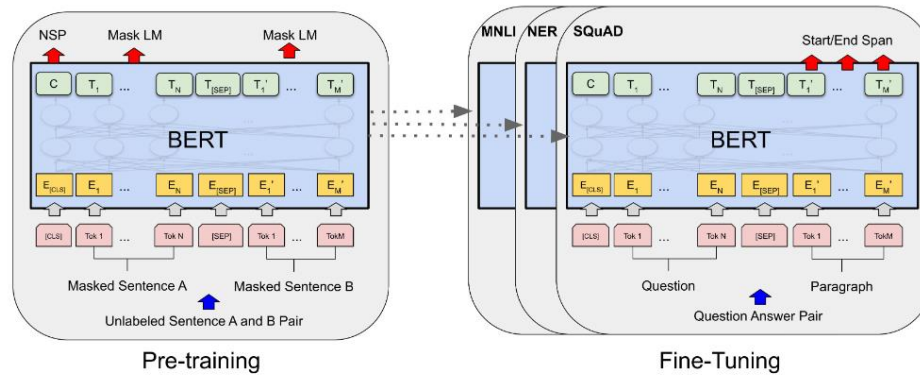 NSP Mask LM Mask LM
C T1 ... TN T[SEP] T1' ... TM'
BERT
E[CLS] E1 ... EN E[SEP] E1' ... EM'
[CLS] Tok 1 ... Tok N [SEP] Tok 1 ... TokM
Masked Sentence A Masked Sentence B
Unlabeled Sentence A and B Pair
Pre-training
MNLI NER SQuAD
Start/End Span
C T1 ... TN T[SEP] T1' ... TM'
BERT
E[CLS] E1 ... EN E[SEP] E1' ... EM'
[CLS] Tok 1 ... Tok N [SEP] Tok 1 ... TokM
Question Paragraph
Question Answer Pair
Fine-Tuning